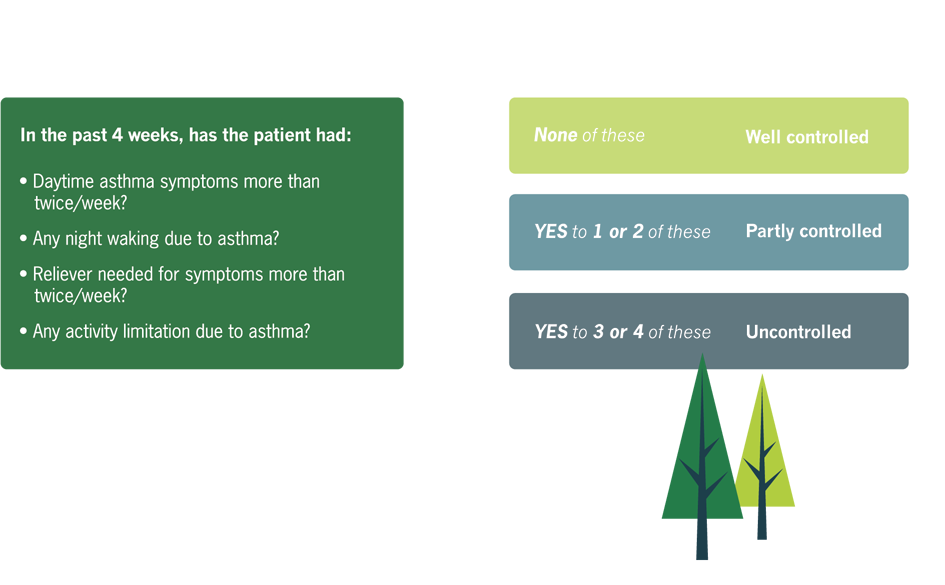 In the past 4 weeks, has the patient had:
• Daytime asthma symptoms more than
twice/week?
• Any night waking due to asthma?
• Reliever needed for symptoms more than
twice/week?
• Any activity limitation due to asthma?
None of these
Well controlled
YES to 1 or 2 of these
Partly controlled
YES to 3 or 4 of these
Uncontrolled